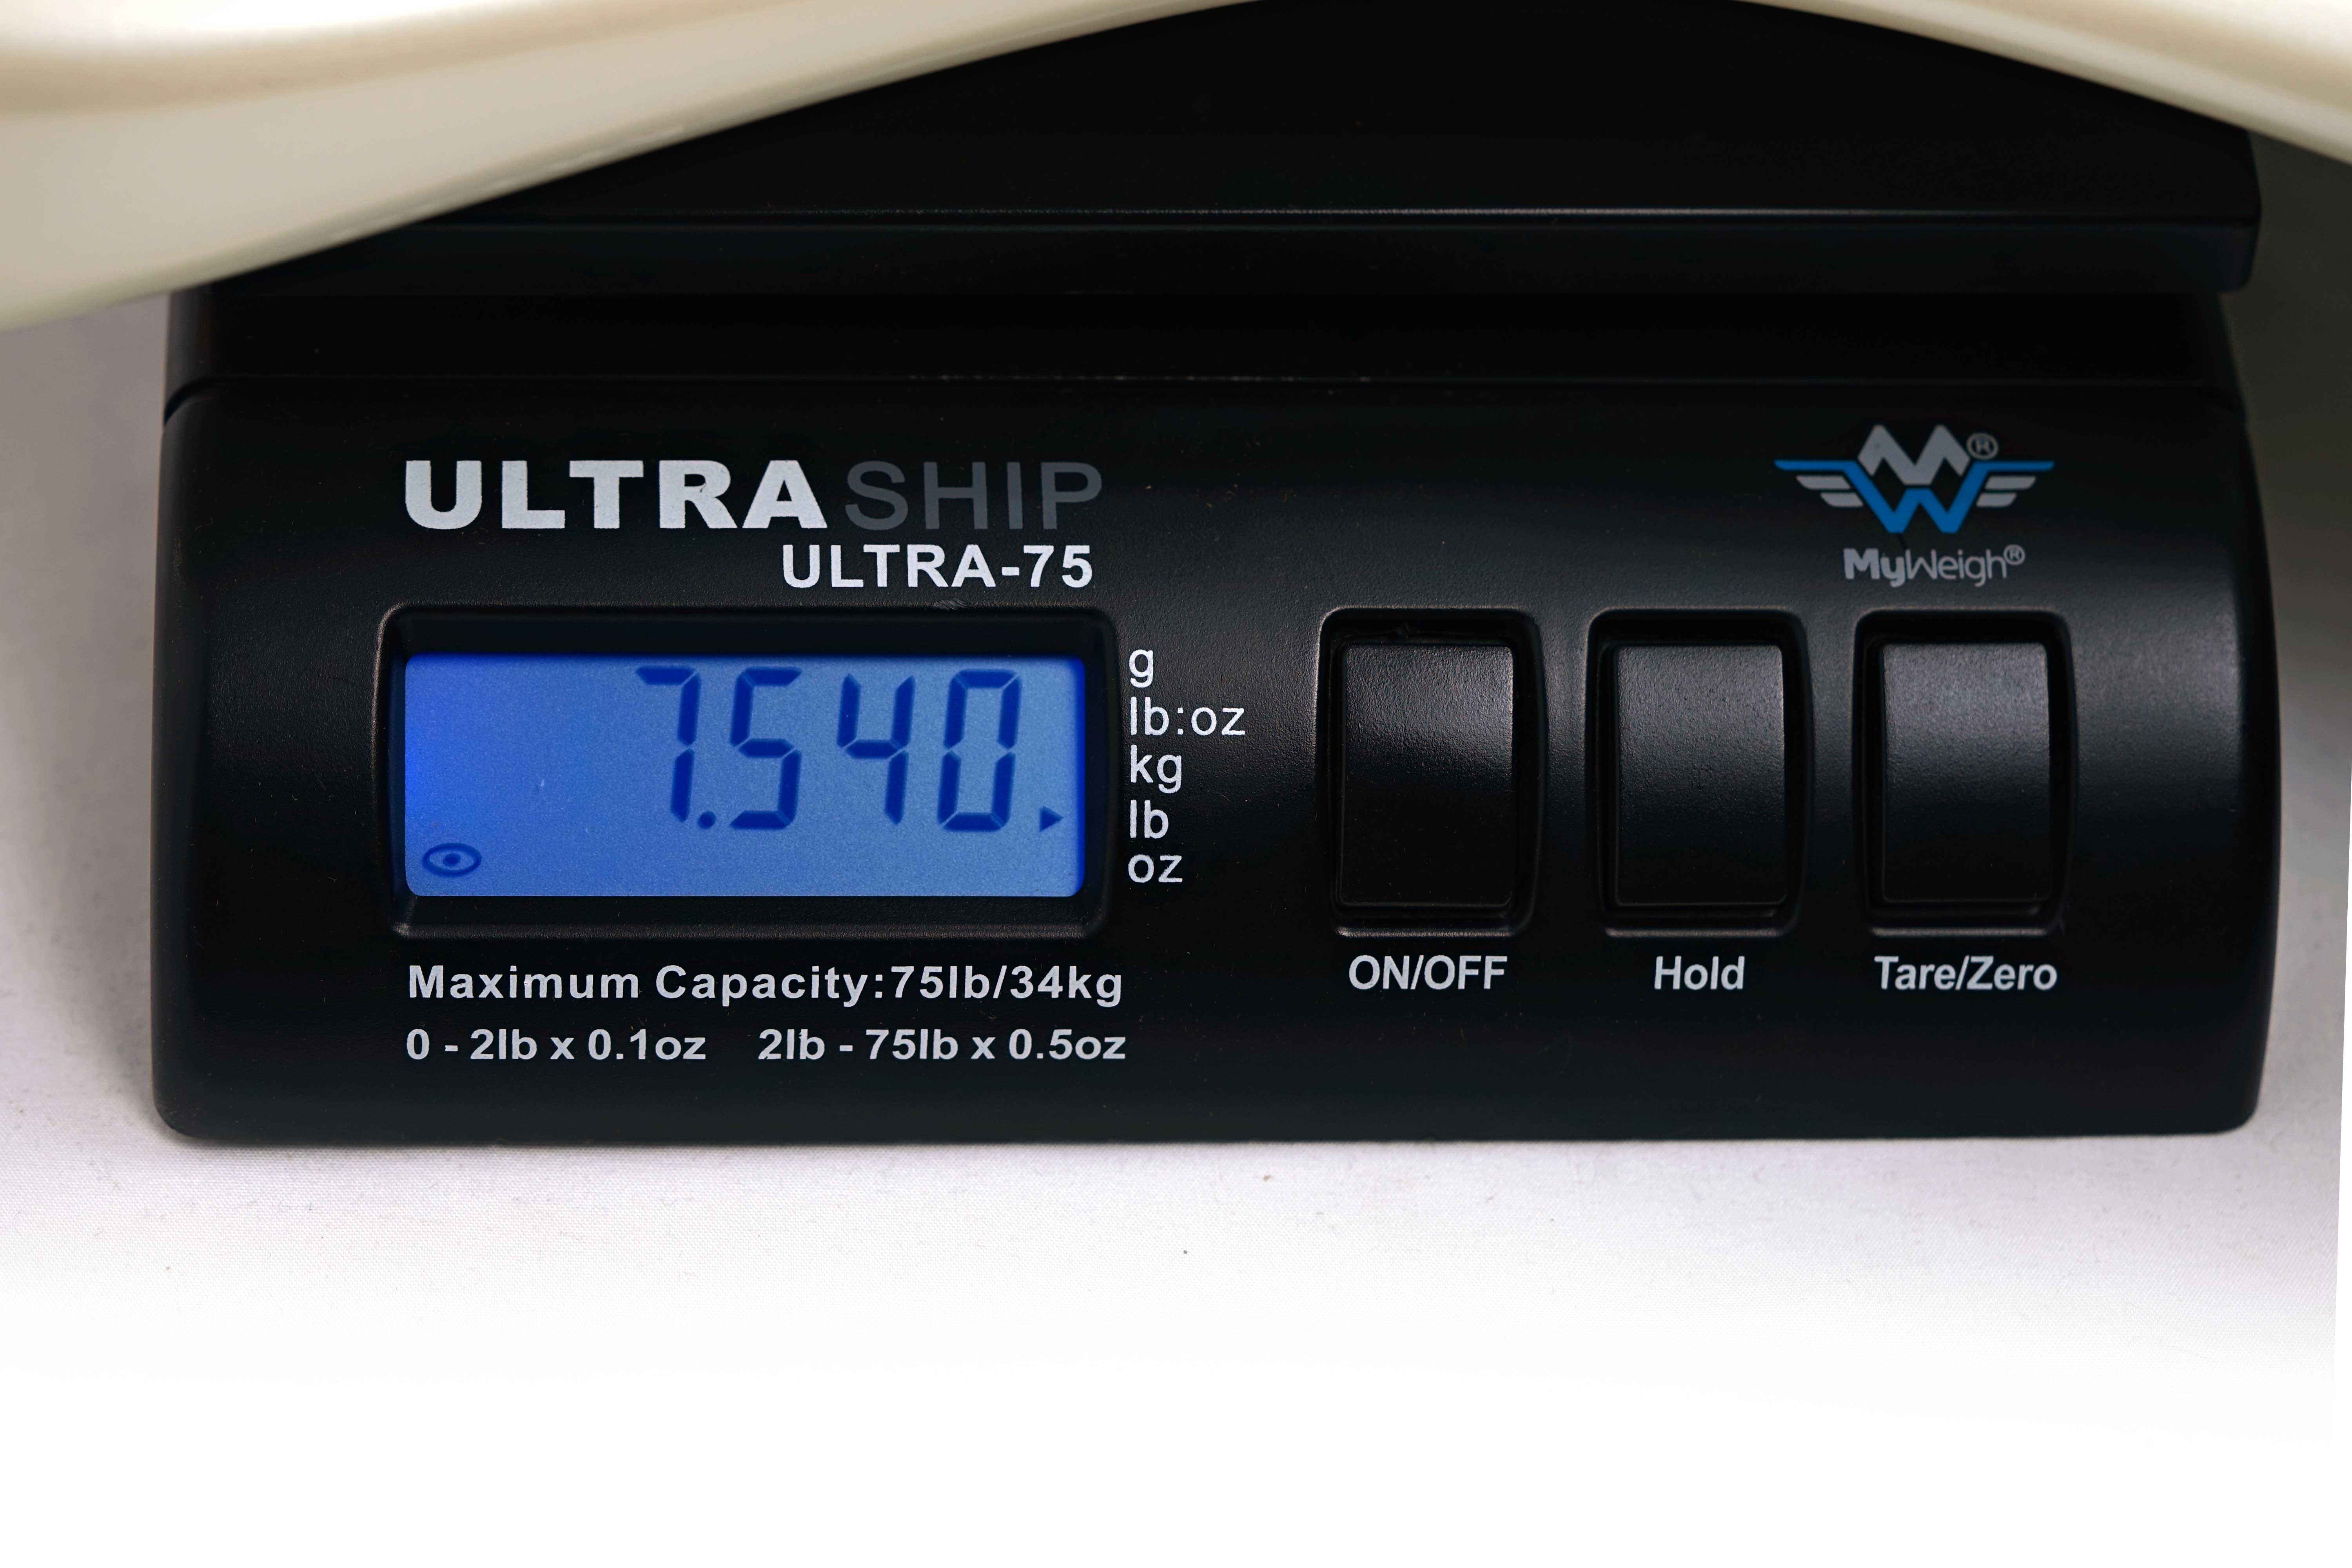 ULTRASHIP
ULTRA-75
MW®
MyWeigh®
7.540
g
lb:oz
kg
lb
oz
Maximum Capacity:75lb/34kg
0 - 2lb x 0.1oz 2lb - 75lb x 0.5oz
ON/OFF
Hold
Tare/Zero